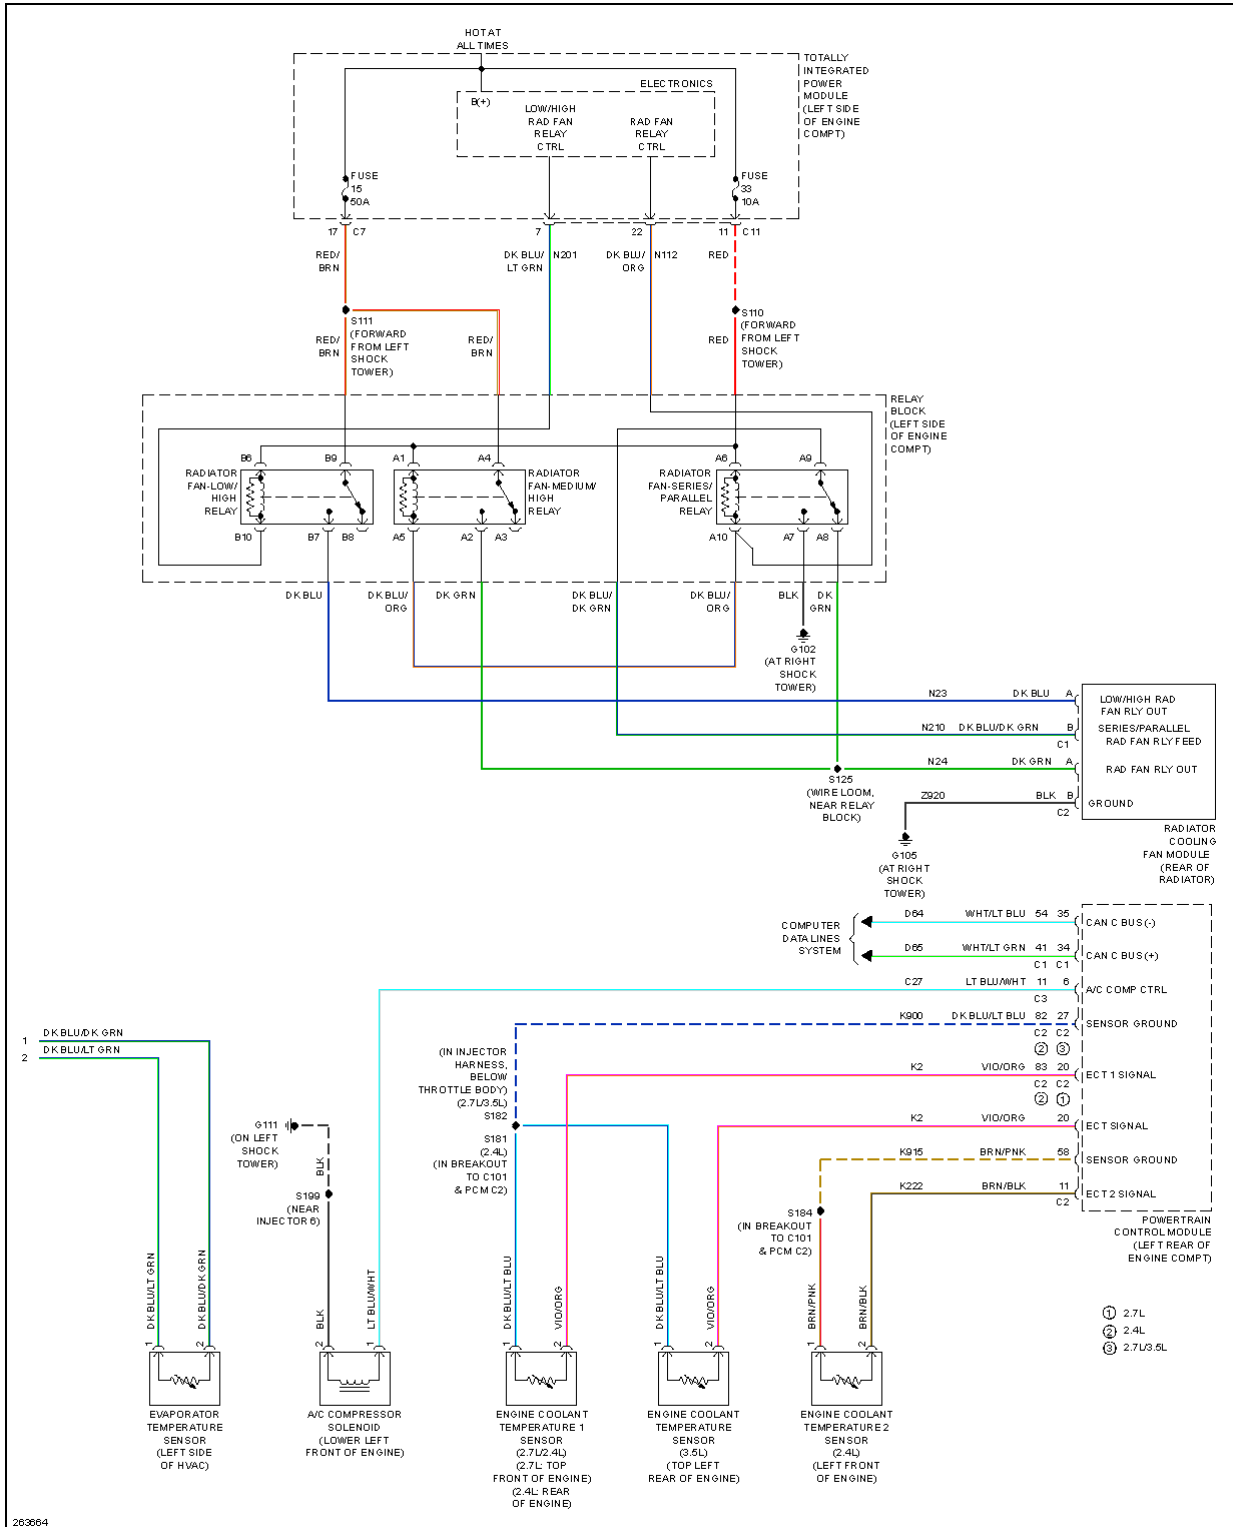 HOT AT
ALL TIMES
TOTALLY
INTEGRATED
POWER
MODULE
(LEFT SIDE
OF ENGINE
COMPT)
ELECTRONICS
B(+)
LOW/HIGH
RAD FAN
RELAY
CTRL
RAD FAN
RELAY
CTRL
FUSE
15
50A
FUSE
33
10A
17 C7
7
22
11 C11
RED/
BRN
DK BLU/
LT GRN
N201
DK BLU/
ORG
N112
RED
S111
(FORWARD
FROM LEFT
SHOCK
TOWER)
S110
(FORWARD
FROM LEFT
SHOCK
TOWER)
RED/
BRN
RED/
BRN
RED
RELAY
BLOCK
(LEFT SIDE
OF ENGINE
COMPT)
B6
B9
A1
A4
A6
A9
RADIATOR
FAN-LOW/
HIGH
RELAY
RADIATOR
FAN-MEDIUM/
HIGH
RELAY
RADIATOR
FAN-SERIES/
PARALLEL
RELAY
B10
B7
B8
A5
A2
A3
A10
A7
A8
DK BLU
DK BLU/
ORG
DK GRN
DK BLU/
DK GRN
DK BLU/
ORG
BLK
DK
GRN
G102
(AT RIGHT
SHOCK
TOWER)
N23 DK BLU A
LOW/HIGH RAD
FAN RLY OUT
N210 DK BLU/DK GRN B
C1
SERIES/PARALLEL
RAD FAN RLY FEED
N24 DK GRN A
RAD FAN RLY OUT
S125
(WIRE LOOM,
NEAR RELAY
BLOCK)
Z920 BLK B
C2
GROUND
G105
(AT RIGHT
SHOCK
TOWER)
RADIATOR
COOLING
FAN MODULE
(REAR OF
RADIATOR)
COMPUTER
DATA LINES
SYSTEM
D64 WHT/LT BLU 54 35
CAN C BUS(-)
D65 WHT/LT GRN 41 34
C1 C1
CAN C BUS(+)
C27 LT BLU/WHT 11 6
C3
A/C COMP CTRL
K900 DK BLU/LT BLU 82 27
C2 C2
2 3
SENSOR GROUND
K2 VIO/ORG 83 20
C2 C2
2 1
ECT 1 SIGNAL
K2 VIO/ORG 20
ECT SIGNAL
K915 BRN/PNK 58
SENSOR GROUND
K222 BRN/BLK 11
C2
ECT 2 SIGNAL
POWERTRAIN
CONTROL MODULE
(LEFT REAR OF
ENGINE COMPT)
1 DK BLU/DK GRN
2 DK BLU/LT GRN
(IN INJECTOR
HARNESS,
BELOW
THROTTLE BODY)
(2.7L/3.5L)
S182
S181
(2.4L)
(IN BREAKOUT
TO C101
& PCM C2)
G111
(ON LEFT
SHOCK
TOWER)
BLK
S199
(NEAR
INJECTOR 6)
S184
(IN BREAKOUT
TO C101
& PCM C2)
DK BLU/LT GRN
DK BLU/DK GRN
BLK
LT BLU/WHT
DK BLU/LT BLU
VIO/ORG
DK BLU/LT BLU
VIO/ORG
BRN/PNK
BRN/BLK
1 2
2 1
1 2
1 2
1 2
1 2.7L
2 2.4L
3 2.7L/3.5L
EVAPORATOR
TEMPERATURE
SENSOR
(LEFT SIDE
OF HVAC)
A/C COMPRESSOR
SOLENOID
(LOWER LEFT
FRONT OF ENGINE)
ENGINE COOLANT
TEMPERATURE 1
SENSOR
(2.7L/2.4L)
(2.7L: TOP
FRONT OF ENGINE)
(2.4L: REAR
OF ENGINE)
ENGINE COOLANT
TEMPERATURE
SENSOR
(3.5L)
(TOP LEFT
REAR OF ENGINE)
ENGINE COOLANT
TEMPERATURE 2
SENSOR
(2.4L)
(LEFT FRONT
OF ENGINE)
263664